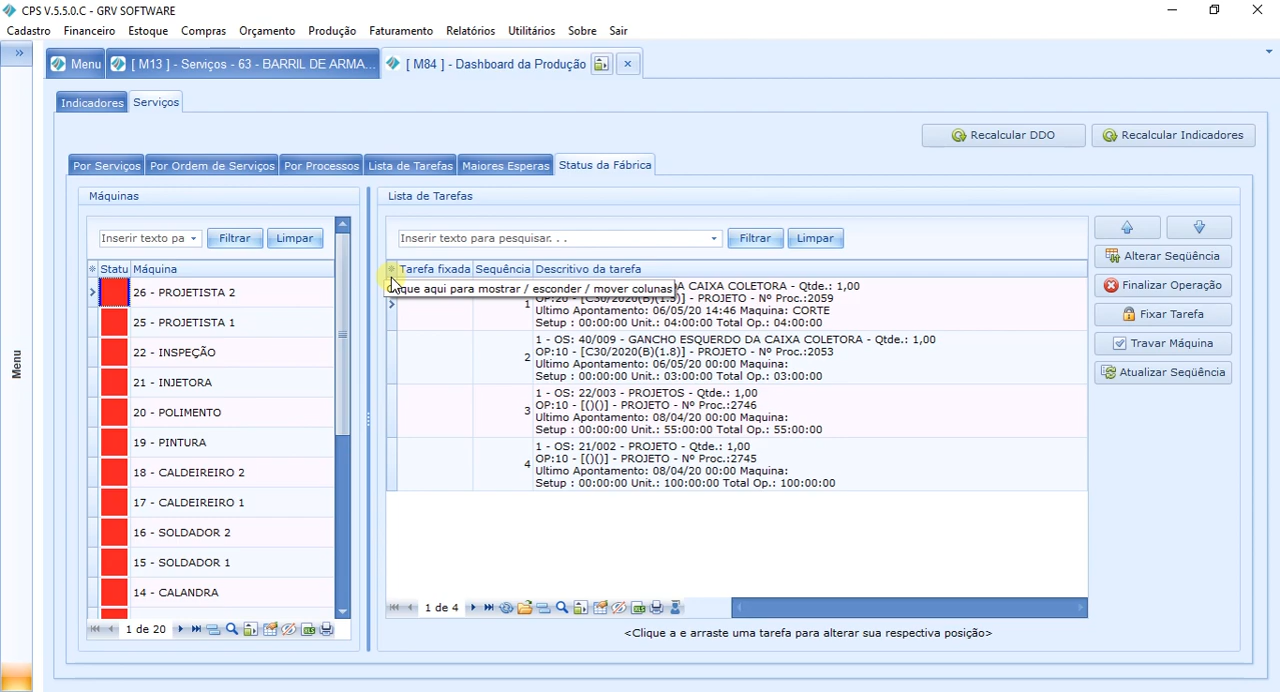 CPS V.5.5.0.C - GRV SOFTWARE
Cadastro Financeiro Estoque Compras Orçamento Produção Faturamento Relatórios Utilitários Sobre Sair
Menu [ M13 ] - Serviços - 63 - BARRIL DE ARMA... [ M84 ] - Dashboard da Produção
Indicadores Serviços
Recalcular DDO Recalcular Indicadores
Por Serviços Por Ordem de Serviços Por Processos Lista de Tarefas Maiores Esperas Status da Fábrica
Máquinas
Inserir texto pa Filtrar Limpar
Statu Máquina
26 - PROJETISTA 2
25 - PROJETISTA 1
22 - INSPEÇÃO
21 - INJETORA
20 - POLIMENTO
19 - PINTURA
18 - CALDEIREIRO 2
17 - CALDEIREIRO 1
16 - SOLDADOR 2
15 - SOLDADOR 1
14 - CALANDRA
1 de 20
Lista de Tarefas
Inserir texto para pesquisar. . . Filtrar Limpar
Tarefa fixada Sequência Descritivo da tarefa
Clique aqui para mostrar / esconder / mover colunas
A CAIXA COLETORA - Qtde.: 1,00
1 OP:20 - [C30/2020(B)(1.5)] - PROJETO - Nº Proc.:2059
Ultimo Apontamento: 06/05/20 14:46 Maquina: CORTE
Setup : 00:00:00 Unit.: 04:00:00 Total Op.: 04:00:00
2 1 - OS: 40/009 - GANCHO ESQUERDO DA CAIXA COLETORA - Qtde.: 1,00
OP:10 - [C30/2020(B)(1.8)] - PROJETO - Nº Proc.:2053
Ultimo Apontamento: 06/05/20 00:00 Maquina:
Setup : 00:00:00 Unit.: 03:00:00 Total Op.: 03:00:00
3 1 - OS: 22/003 - PROJETOS - Qtde.: 1,00
OP:10 - [()()] - PROJETO - Nº Proc.:2746
Ultimo Apontamento: 08/04/20 00:00 Maquina:
Setup : 00:00:00 Unit.: 55:00:00 Total Op.: 55:00:00
4 1 - OS: 21/002 - PROJETO - Qtde.: 1,00
OP:10 - [()()] - PROJETO - Nº Proc.:2745
Ultimo Apontamento: 08/04/20 00:00 Maquina:
Setup : 00:00:00 Unit.: 100:00:00 Total Op.: 100:00:00
1 de 4
<Clique a e arraste uma tarefa para alterar sua respectiva posição>
Alterar Seqüência
Finalizar Operação
Fixar Tarefa
Travar Máquina
Atualizar Seqüência
Menu